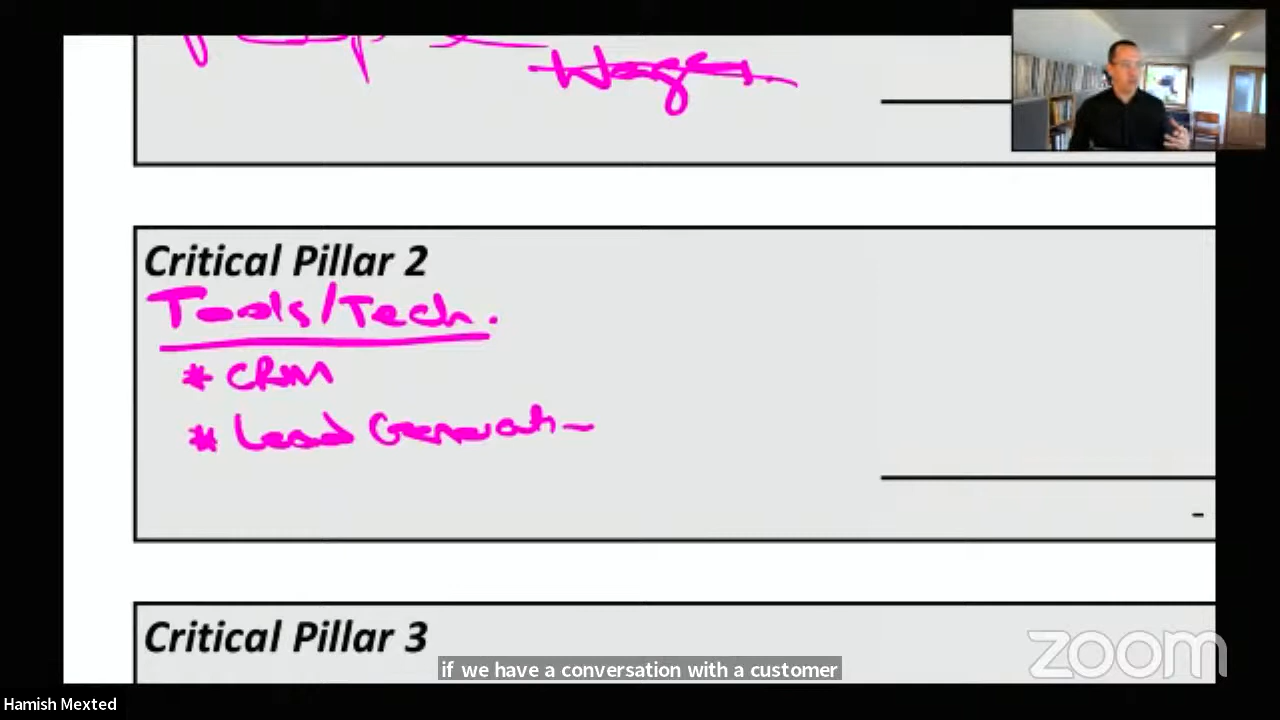 Wages.
Critical Pillar 2
Tools/Tech.
* CRM
* Lead Generati
-
Critical Pillar 3
if we have a conversation with a customer
zoom
Hamish Mexted